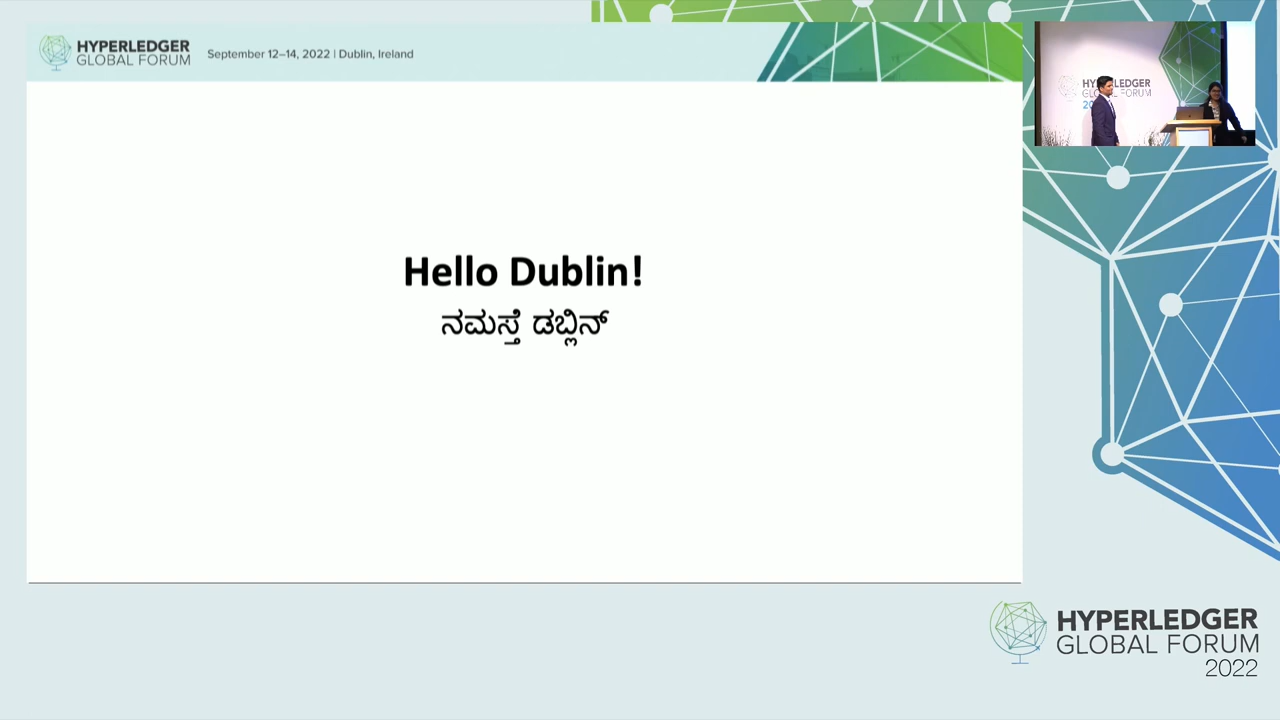 HYPERLEDGER
GLOBAL FORUM
September 12–14, 2022 | Dublin, Ireland
Hello Dublin!
ನಮಸ್ತೆ ಡಬ್ಲಿನ್
HYPERLEDGER
GLOBAL FORUM
2022